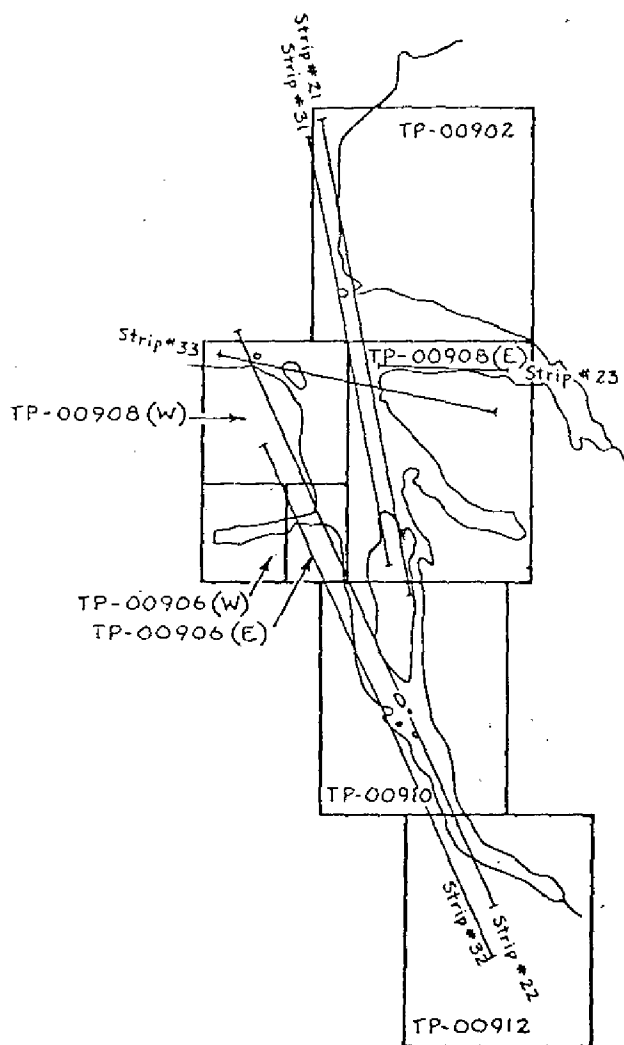 Strip #21
Strip #31
TP-00902
Strip #33
TP-00908(E)
Strip #23
TP-00908(W)
TP-00906(W)
TP-00906(E)
TP-00910
Strip #32
Strip #22
TP-00912